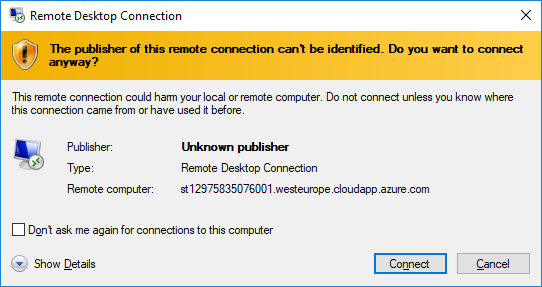 Remote Desktop Connection
The publisher of this remote connection can't be identified. Do you want to connect
anyway?
This remote connection could harm your local or remote computer. Do not connect unless you know where
this connection came from or have used it before.
Publisher: Unknown publisher
Type: Remote Desktop Connection
Remote computer: st12975835076001.westeurope.cloudapp.azure.com
Don't ask me again for connections to this computer
Show Details Connect Cancel